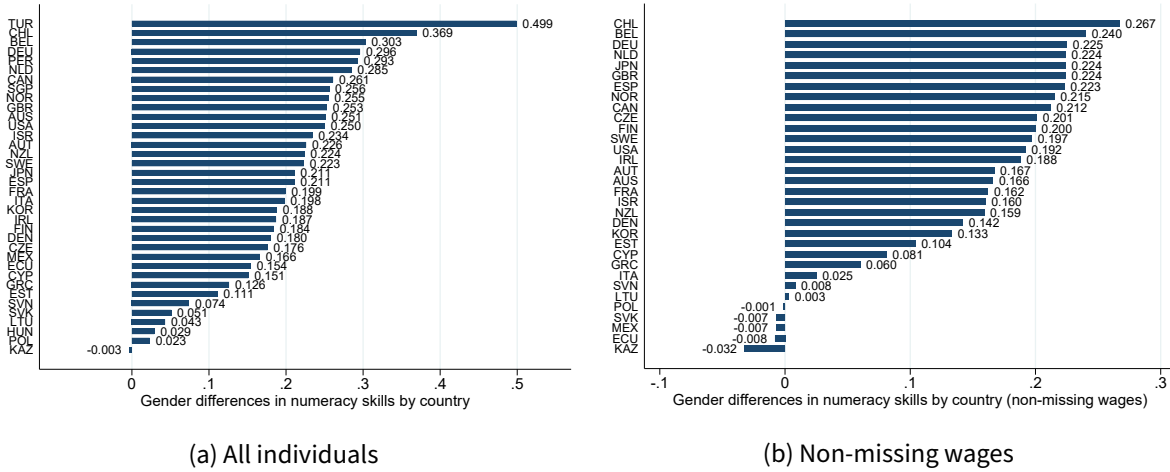 TUR 0.499
CHL 0.369
BEL 0.303
DEU 0.296
PER 0.293
NLD 0.285
CAN 0.261
SGP 0.256
NOR 0.255
GBR 0.253
AUS 0.251
USA 0.250
ISR 0.234
AUT 0.226
NZL 0.224
SWE 0.223
JPN 0.211
ESP 0.211
FRA 0.199
ITA 0.198
KOR 0.188
IRL 0.187
FIN 0.184
DEN 0.180
CZE 0.176
MEX 0.166
ECU 0.154
CYP 0.151
GRC 0.126
EST 0.111
SVN 0.074
SVK 0.051
LTU 0.043
HUN 0.029
POL 0.023
KAZ -0.003
0 .1 .2 .3 .4 .5
Gender differences in numeracy skills by country
(a) All individuals
CHL 0.267
BEL 0.240
DEU 0.225
NLD 0.224
JPN 0.224
GBR 0.224
ESP 0.223
NOR 0.215
CAN 0.212
CZE 0.201
FIN 0.200
SWE 0.197
USA 0.192
IRL 0.188
AUT 0.167
AUS 0.166
FRA 0.162
ISR 0.160
NZL 0.159
DEN 0.142
KOR 0.133
EST 0.104
CYP 0.081
GRC 0.060
ITA 0.025
SVN 0.008
LTU 0.003
POL -0.001
SVK -0.007
MEX -0.007
ECU -0.008
KAZ -0.032
-.1 0 .1 .2 .3
Gender differences in numeracy skills by country (non-missing wages)
(b) Non-missing wages